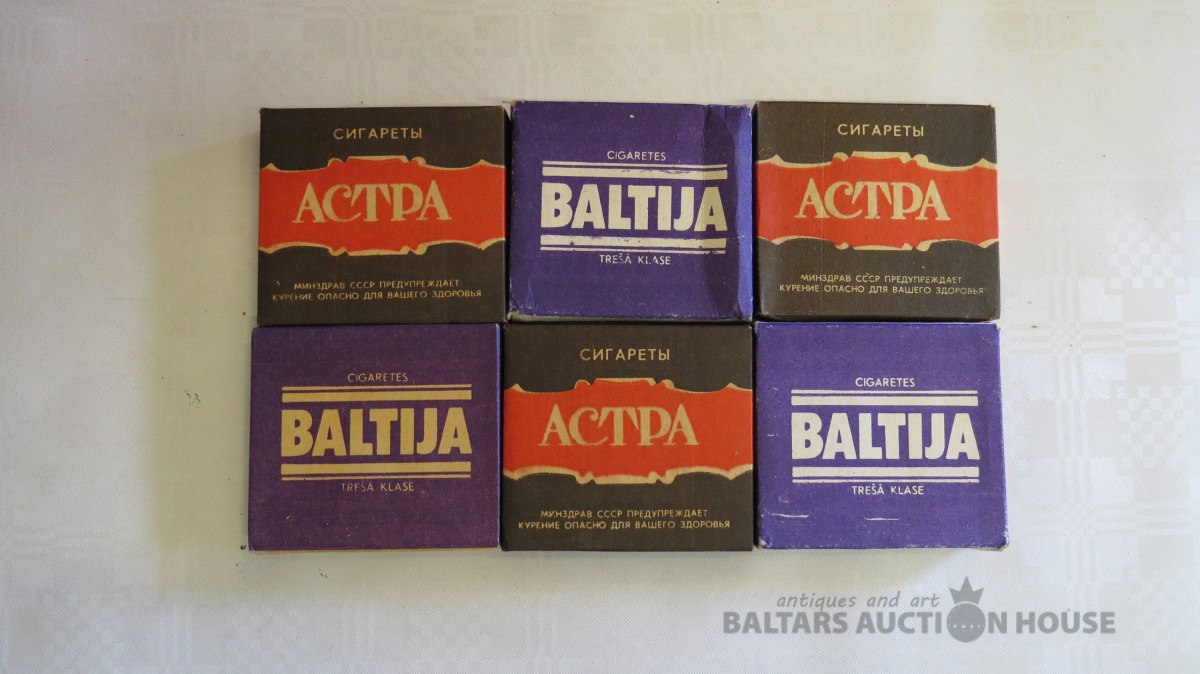 СИГАРЕТЫ
АСТРА
МИНЗДРАВ СССР ПРЕДУПРЕЖДАЕТ:
КУРЕНИЕ ОПАСНО ДЛЯ ВАШЕГО ЗДОРОВЬЯ
CIGARETES
BALTIJA
TREŠĀ KLASE
СИГАРЕТЫ
АСТРА
МИНЗДРАВ СССР ПРЕДУПРЕЖДАЕТ
КУРЕНИЕ ОПАСНО ДЛЯ ВАШЕГО ЗДОРОВЬЯ
CIGARETES
BALTIJA
TREŠĀ KLASE
СИГАРЕТЫ
АСТРА
МИНЗДРАВ СССР ПРЕДУПРЕЖДАЕТ
КУРЕНИЕ ОПАСНО ДЛЯ ВАШЕГО ЗДОРОВЬЯ
CIGARETES
BALTIJA
TREŠĀ KLASE
antiques and art
BALTARS AUCTION HOUSE